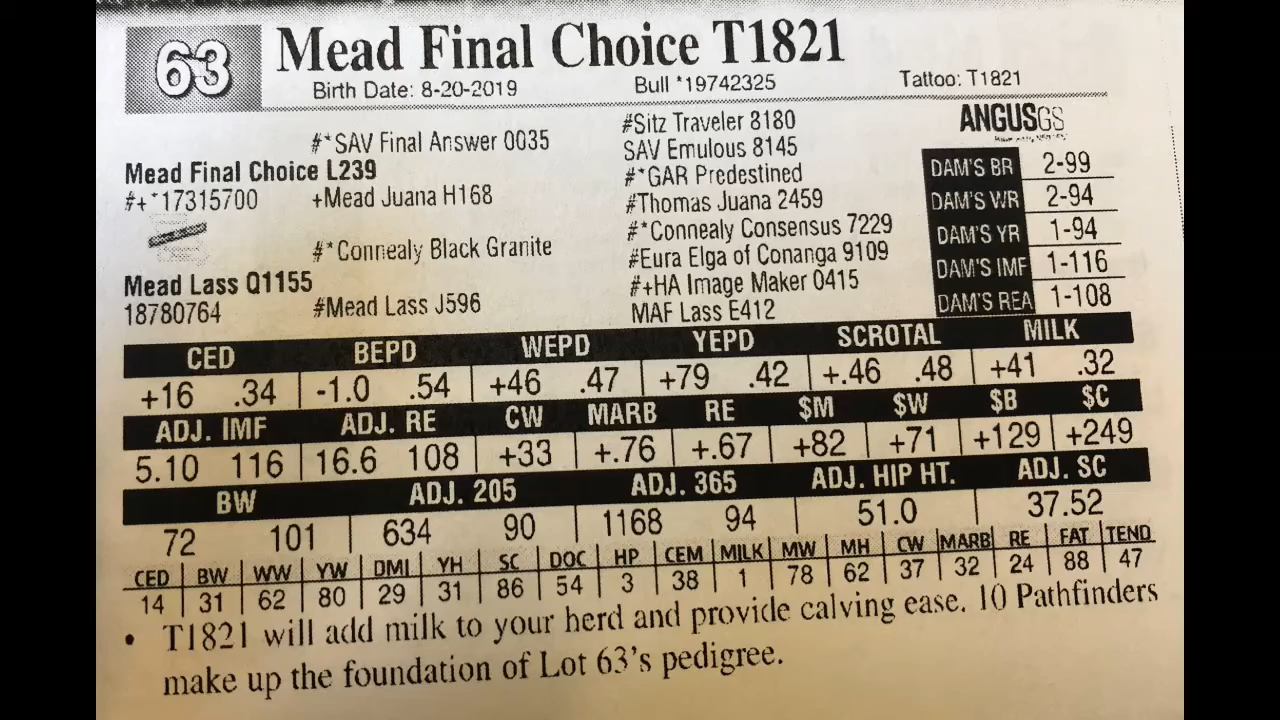 63 Mead Final Choice T1821
Birth Date: 8-20-2019 Bull *19742325 Tattoo: T1821
#*SAV Final Answer 0035
Mead Final Choice L239
#+*17315700
+Mead Juana H168
#*Connealy Black Granite
Mead Lass Q1155
18780764
#Mead Lass J596
#Sitz Traveler 8180
SAV Emulous 8145
#*GAR Predestined
#Thomas Juana 2459
#*Connealy Consensus 7229
#Eura Elga of Conanga 9109
#+HA Image Maker 0415
MAF Lass E412
ANGUSGS
DAM'S BR 2-99
DAM'S WR 2-94
DAM'S YR 1-94
DAM'S IMF 1-116
DAM'S REA 1-108
CED BEPD WEPD YEPD SCROTAL MILK
+16 .34 -1.0 .54 +46 .47 +79 .42 +.46 .48 +41 .32
ADJ. IMF ADJ. RE CW MARB RE $M $W $B $C
5.10 116 16.6 108 +33 +.76 +.67 +82 +71 +129 +249
BW ADJ. 205 ADJ. 365 ADJ. HIP HT. ADJ. SC
72 101 634 90 1168 94 51.0 37.52
CED BW WW YW DMI YH SC DOC HP CEM MILK MW MH CW MARB RE FAT TEND
14 31 62 80 29 31 86 54 3 38 1 78 62 37 32 24 88 47
• T1821 will add milk to your herd and provide calving ease. 10 Pathfinders
make up the foundation of Lot 63's pedigree.